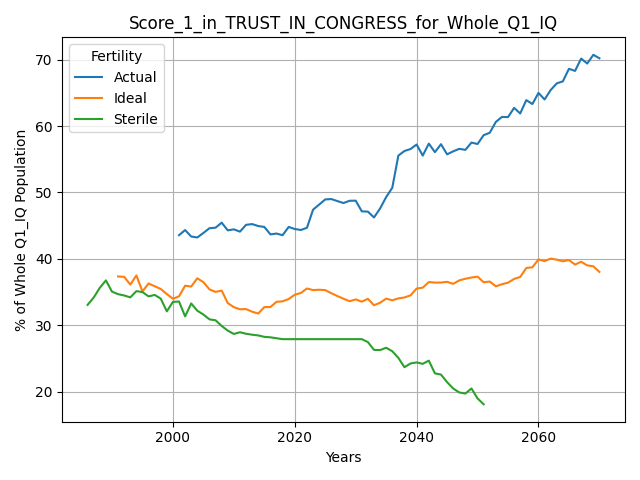 Score_1_in_TRUST_IN_CONGRESS_for_Whole_Q1_IQ
Fertility
Actual
Ideal
Sterile
% of Whole Q1_IQ Population
70
60
50
40
30
20
2000 2020 2040 2060
Years